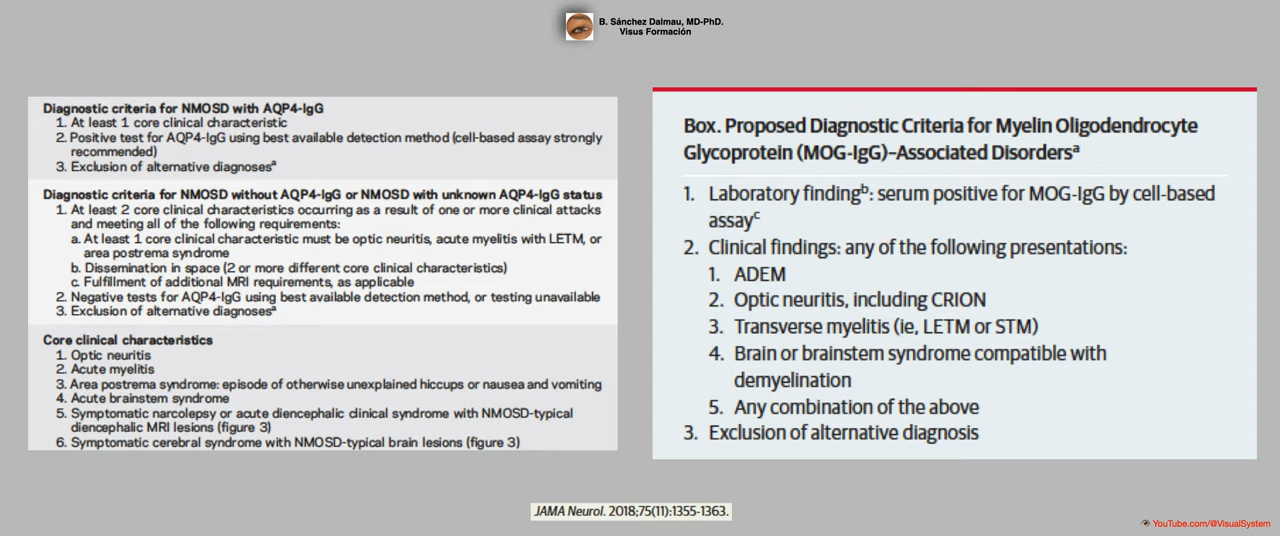 B. Sánchez Dalmau, MD-PhD.
Visus Formación
Diagnostic criteria for NMOSD with AQP4-IgG
1. At least 1 core clinical characteristic
2. Positive test for AQP4-IgG using best available detection method (cell-based assay strongly
recommended)
3. Exclusion of alternative diagnosesᵃ
Diagnostic criteria for NMOSD without AQP4-IgG or NMOSD with unknown AQP4-IgG status
1. At least 2 core clinical characteristics occurring as a result of one or more clinical attacks
and meeting all of the following requirements:
a. At least 1 core clinical characteristic must be optic neuritis, acute myelitis with LETM, or
area postrema syndrome
b. Dissemination in space (2 or more different core clinical characteristics)
c. Fulfillment of additional MRI requirements, as applicable
2. Negative tests for AQP4-IgG using best available detection method, or testing unavailable
3. Exclusion of alternative diagnosesᵃ
Core clinical characteristics
1. Optic neuritis
2. Acute myelitis
3. Area postrema syndrome: episode of otherwise unexplained hiccups or nausea and vomiting
4. Acute brainstem syndrome
5. Symptomatic narcolepsy or acute diencephalic clinical syndrome with NMOSD-typical
diencephalic MRI lesions (figure 3)
6. Symptomatic cerebral syndrome with NMOSD-typical brain lesions (figure 3)
Box. Proposed Diagnostic Criteria for Myelin Oligodendrocyte
Glycoprotein (MOG-IgG)–Associated Disordersᵃ
1. Laboratory findingᵇ: serum positive for MOG-IgG by cell-based
assayᶜ
2. Clinical findings: any of the following presentations:
1. ADEM
2. Optic neuritis, including CRION
3. Transverse myelitis (ie, LETM or STM)
4. Brain or brainstem syndrome compatible with
demyelination
5. Any combination of the above
3. Exclusion of alternative diagnosis
JAMA Neurol. 2018;75(11):1355-1363.
YouTube.com/@VisualSystem